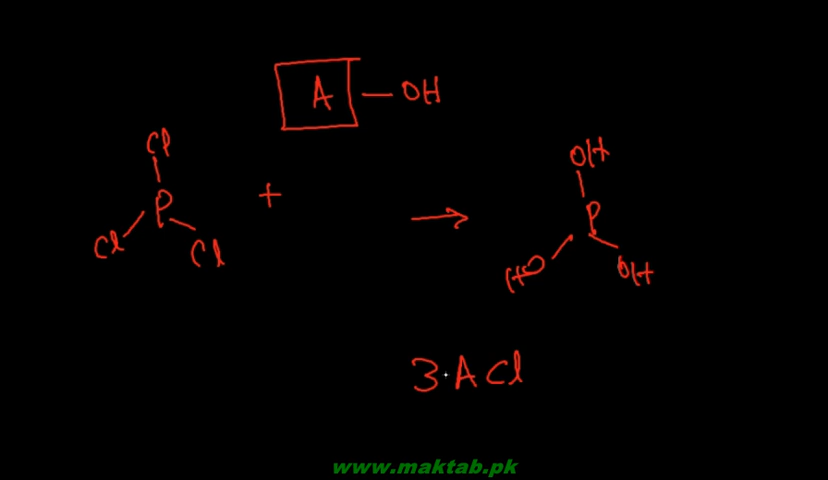 A — OH
Cl
OH
P
+
→
P
Cl
Cl
HO
OH
3 ACl
www.maktab.pk